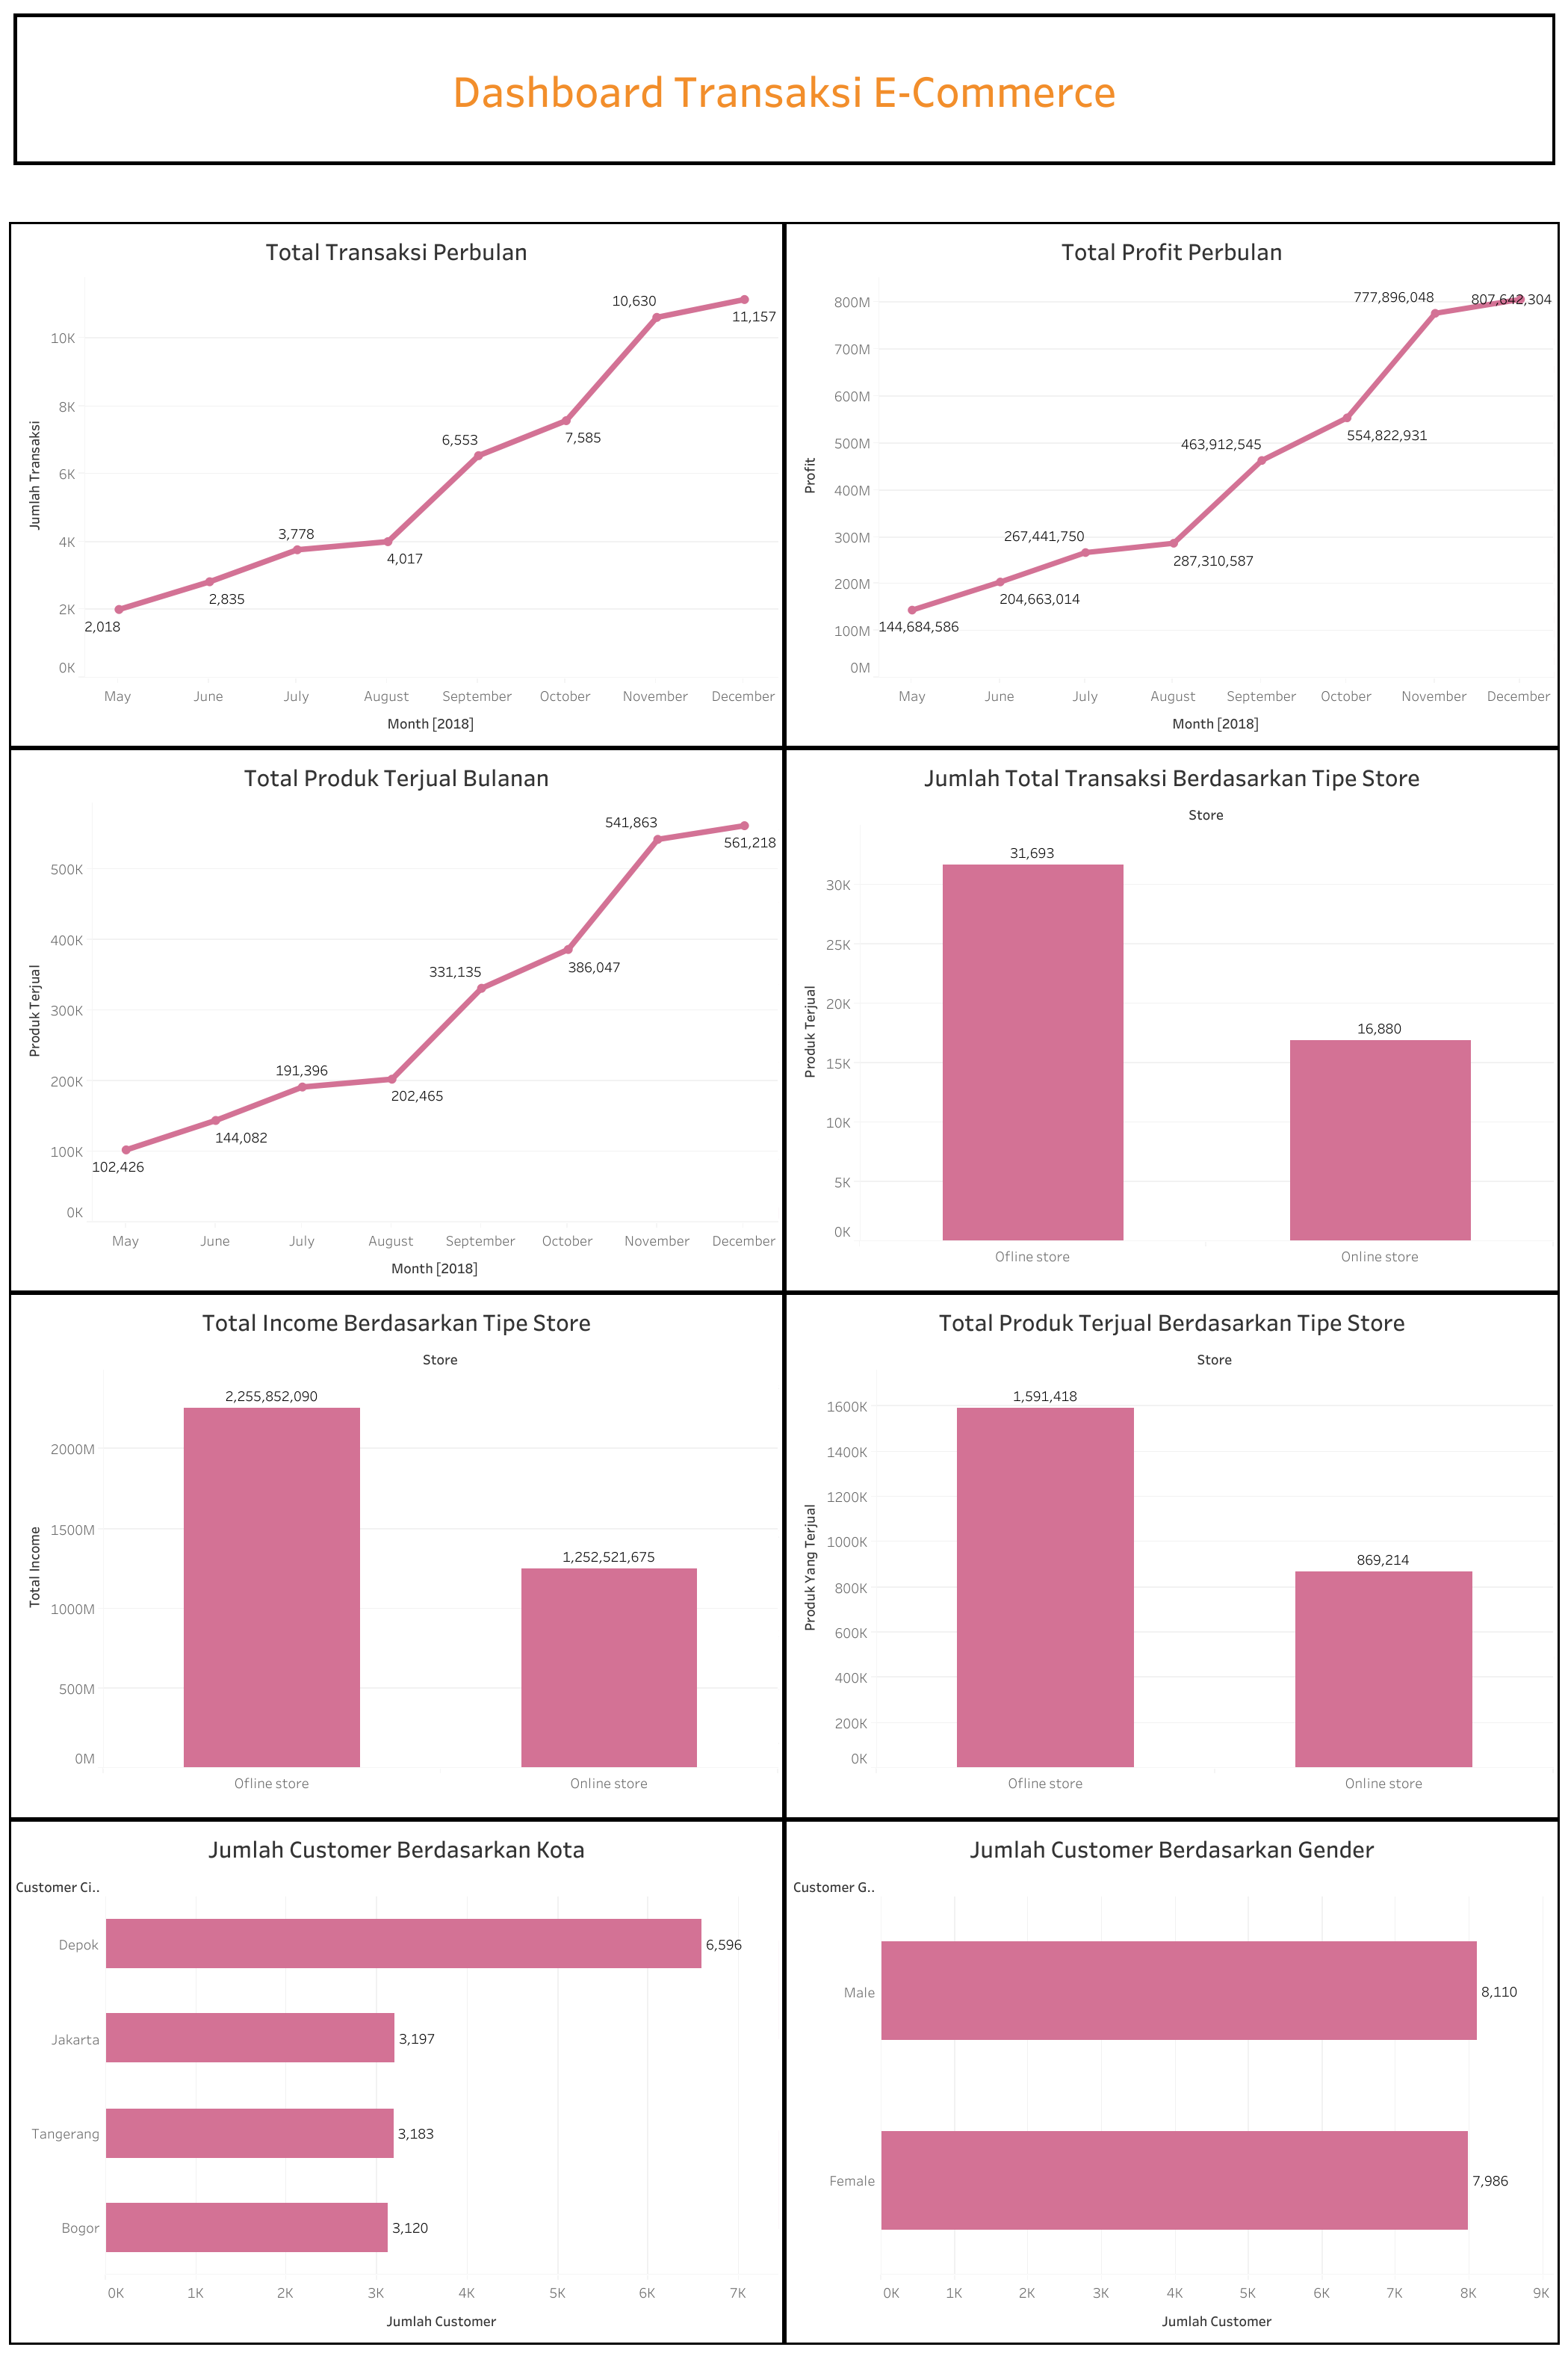 Dashboard Transaksi E-Commerce
Total Transaksi Perbulan
Jumlah Transaksi
10K
8K
6K
4K
2K
0K
2,018
2,835
3,778
4,017
6,553
7,585
10,630
11,157
May June July August September October November December
Month [2018]
Total Profit Perbulan
Profit
800M
700M
600M
500M
400M
300M
200M
100M
0M
144,684,586
204,663,014
267,441,750
287,310,587
463,912,545
554,822,931
777,896,048
807,642,304
May June July August September October November December
Month [2018]
Total Produk Terjual Bulanan
Produk Terjual
500K
400K
300K
200K
100K
0K
102,426
144,082
191,396
202,465
331,135
386,047
541,863
561,218
May June July August September October November December
Month [2018]
Jumlah Total Transaksi Berdasarkan Tipe Store
Store
Produk Terjual
30K
25K
20K
15K
10K
5K
0K
31,693
16,880
Ofline store Online store
Total Income Berdasarkan Tipe Store
Store
Total Income
2000M
1500M
1000M
500M
0M
2,255,852,090
1,252,521,675
Ofline store Online store
Total Produk Terjual Berdasarkan Tipe Store
Store
Produk Yang Terjual
1600K
1400K
1200K
1000K
800K
600K
400K
200K
0K
1,591,418
869,214
Ofline store Online store
Jumlah Customer Berdasarkan Kota
Customer Ci..
Depok 6,596
Jakarta 3,197
Tangerang 3,183
Bogor 3,120
0K 1K 2K 3K 4K 5K 6K 7K
Jumlah Customer
Jumlah Customer Berdasarkan Gender
Customer G..
Male 8,110
Female 7,986
0K 1K 2K 3K 4K 5K 6K 7K 8K 9K
Jumlah Customer